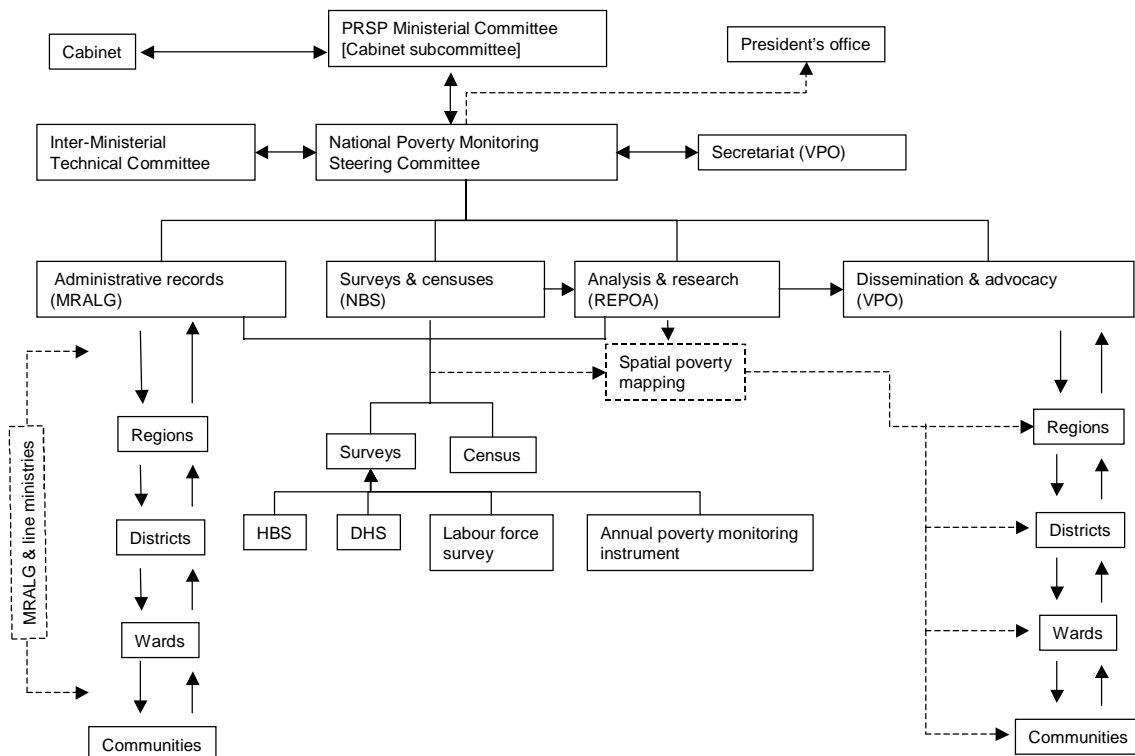 PRSP Ministerial Committee
[Cabinet subcommittee]
Cabinet
President's office
Inter-Ministerial
Technical Committee
National Poverty Monitoring
Steering Committee
Secretariat (VPO)
Administrative records
(MRALG)
Surveys & censuses
(NBS)
Analysis & research
(REPOA)
Dissemination & advocacy
(VPO)
Spatial poverty
mapping
MRALG & line ministries
Regions
Districts
Wards
Communities
Surveys
Census
HBS
DHS
Labour force
survey
Annual poverty monitoring
instrument
Regions
Districts
Wards
Communities